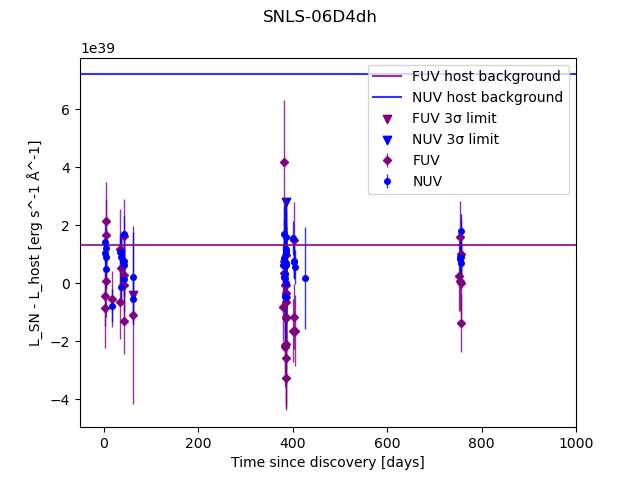 SNLS-06D4dh
1e39
FUV host background
NUV host background
FUV 3σ limit
NUV 3σ limit
FUV
NUV
6
4
2
0
−2
−4
L_SN - L_host [erg s^-1 Å^-1]
0 200 400 600 800 1000
Time since discovery [days]